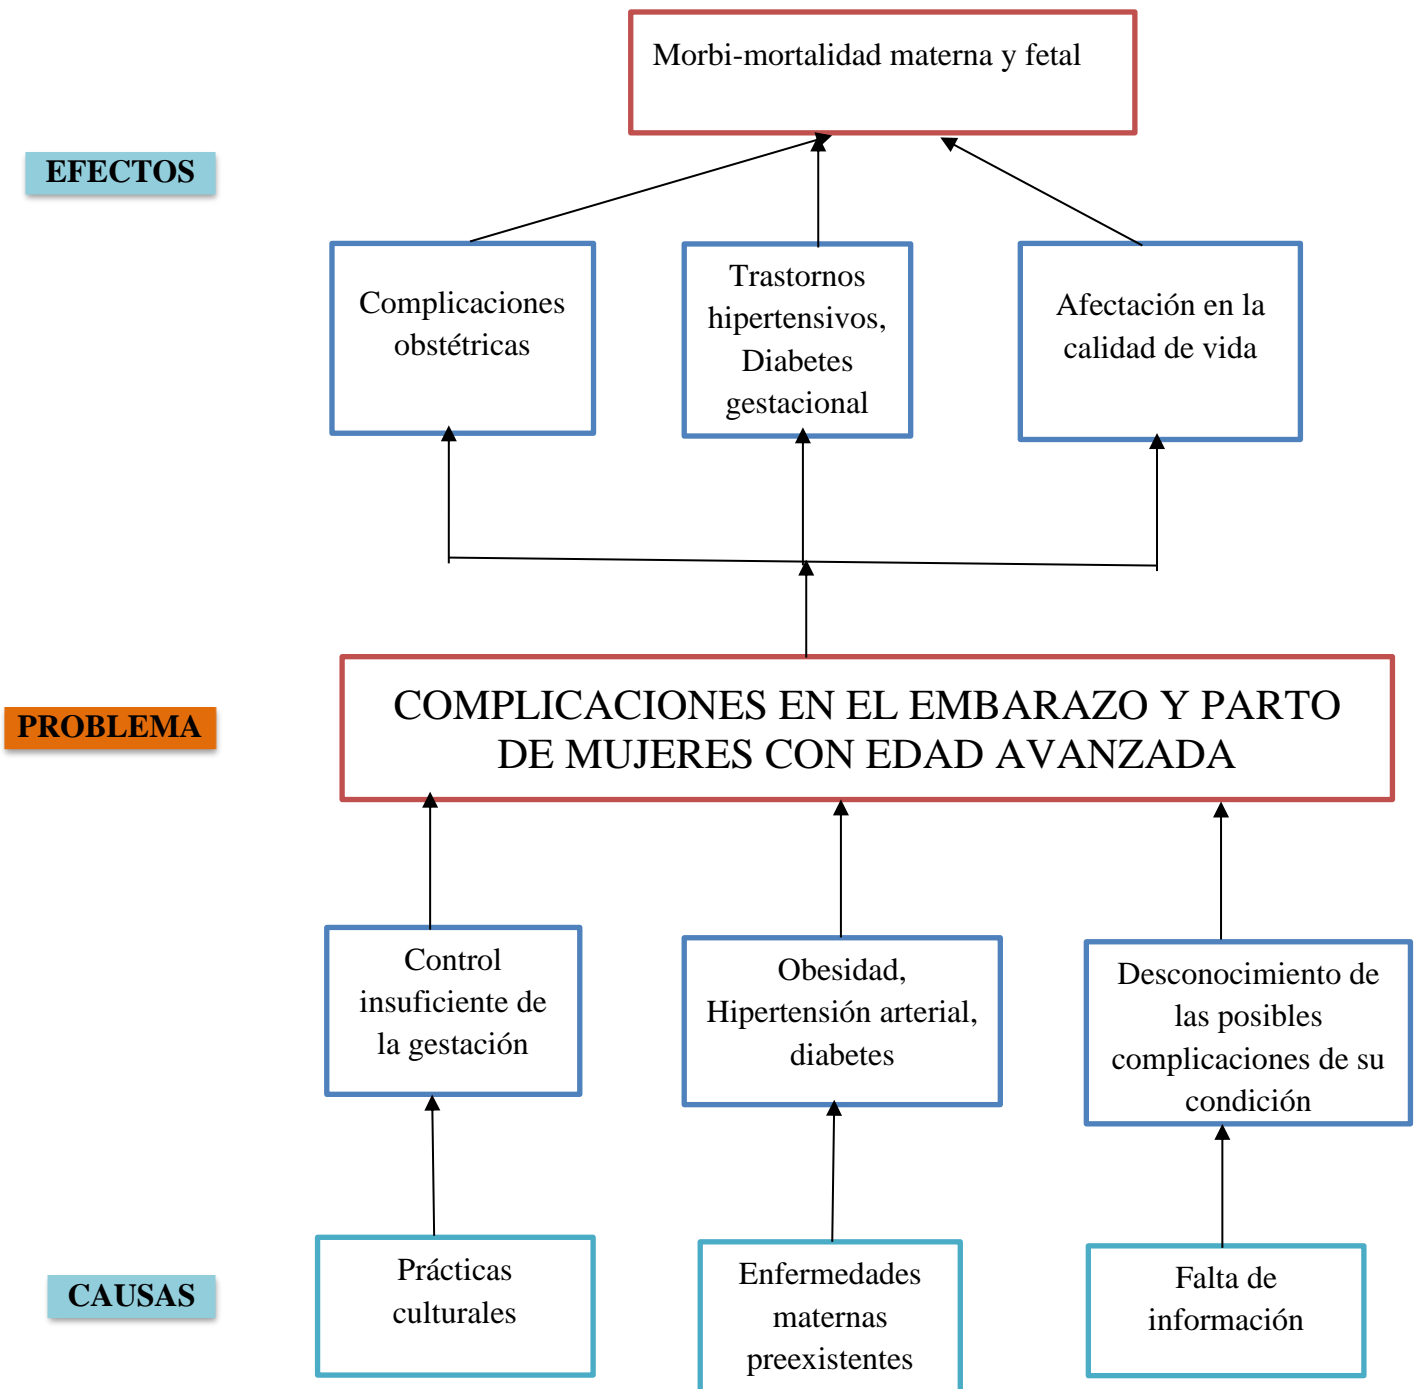 Morbi-mortalidad materna y fetal
EFECTOS
Complicaciones
obstétricas
Trastornos
hipertensivos,
Diabetes
gestacional
Afectación en la
calidad de vida
PROBLEMA
COMPLICACIONES EN EL EMBARAZO Y PARTO
DE MUJERES CON EDAD AVANZADA
Control
insuficiente de
la gestación
Obesidad,
Hipertensión arterial,
diabetes
Desconocimiento de
las posibles
complicaciones de su
condición
CAUSAS
Prácticas
culturales
Enfermedades
maternas
preexistentes
Falta de
información